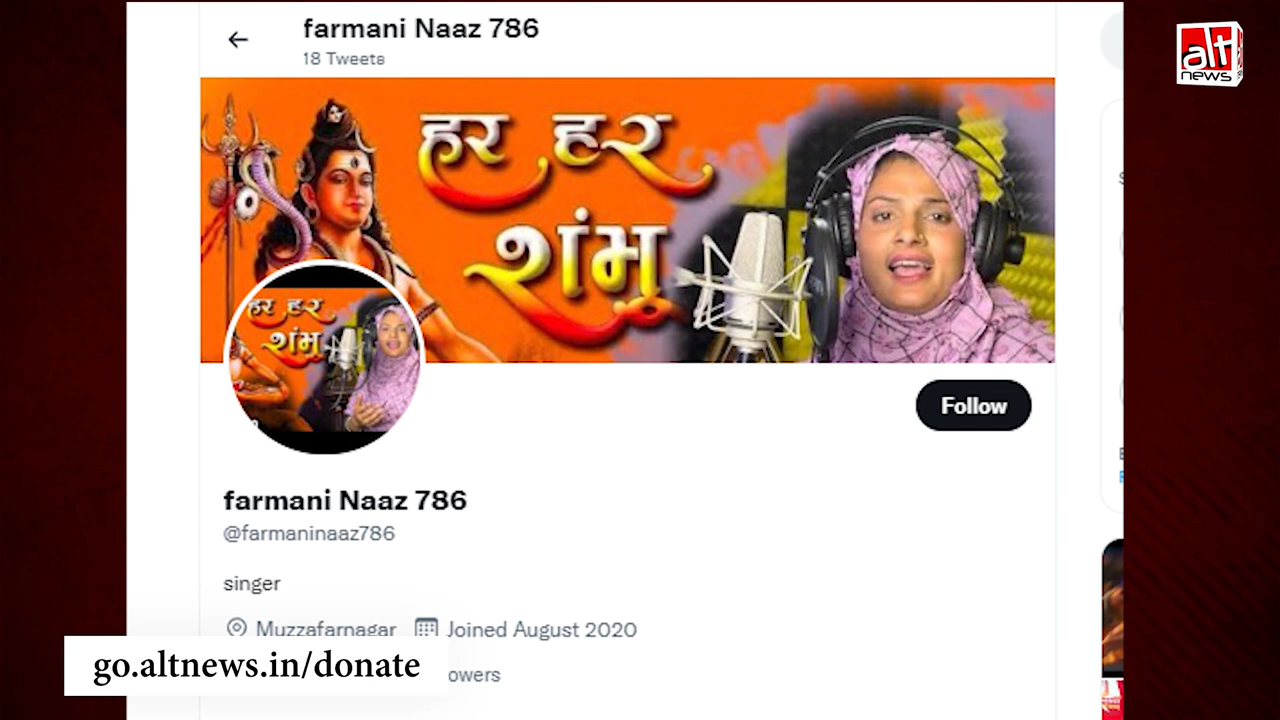 farmani Naaz 786
18 Tweets
alt
news
हर हर
शंभु
हर हर
शंभु
Follow
farmani Naaz 786
@farmaninaaz786
singer
Muzzafarnagar Joined August 2020
go.altnews.in/donate
owers